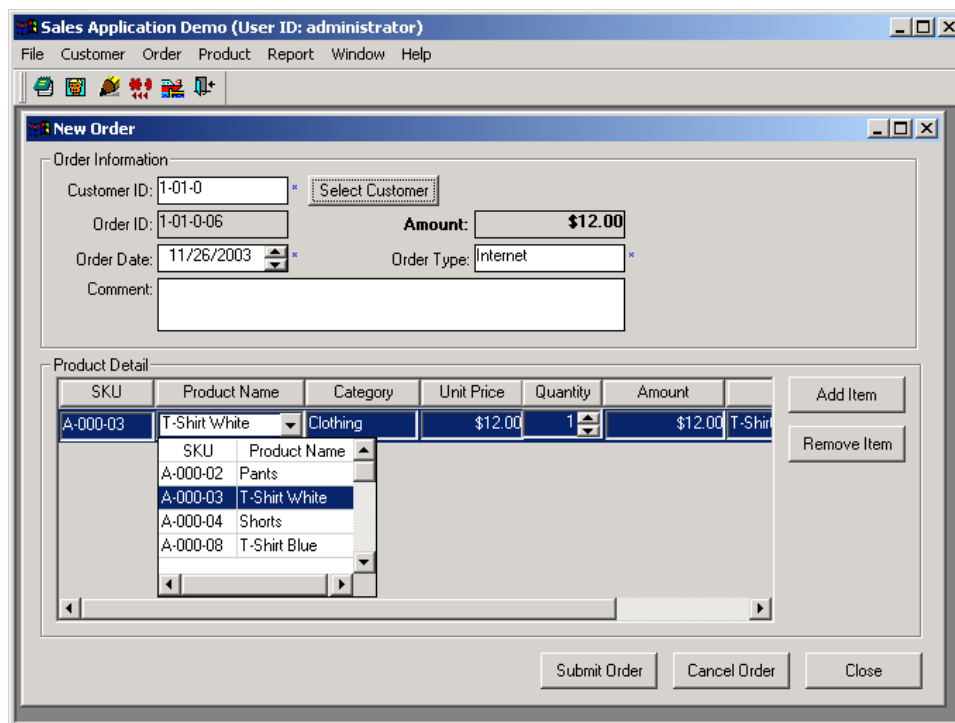 Sales Application Demo (User ID: administrator)
File Customer Order Product Report Window Help
New Order
Order Information
Customer ID: 1-01-0 * Select Customer
Order ID: 1-01-0-06 Amount: $12.00
Order Date: 11/26/2003 * Order Type: Internet *
Comment:
Product Detail
SKU Product Name Category Unit Price Quantity Amount
A-000-03 T-Shirt White Clothing $12.00 1 $12.00 T-Shirt
Add Item
Remove Item
SKU Product Name
A-000-02 Pants
A-000-03 T-Shirt White
A-000-04 Shorts
A-000-08 T-Shirt Blue
Submit Order Cancel Order Close